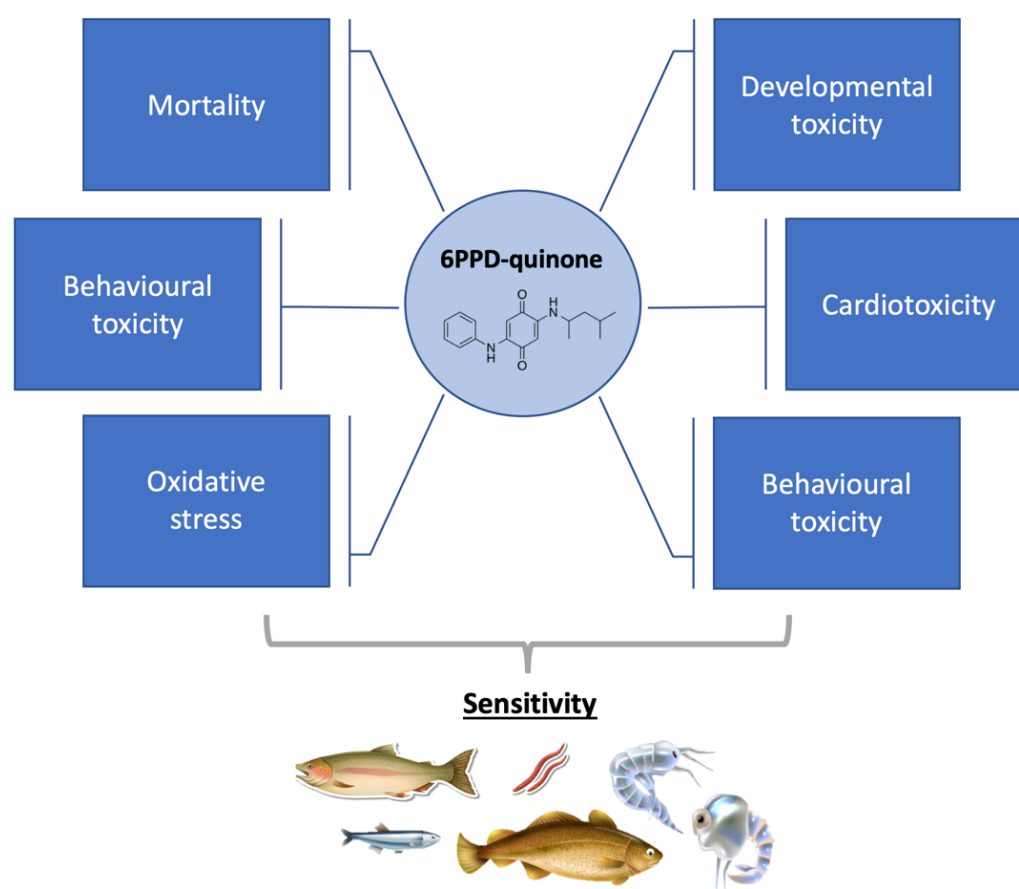 Mortality
Developmental
toxicity
Behavioural
toxicity
6PPD-quinone
O
H
N
N
H
O
Cardiotoxicity
Oxidative
stress
Behavioural
toxicity
Sensitivity